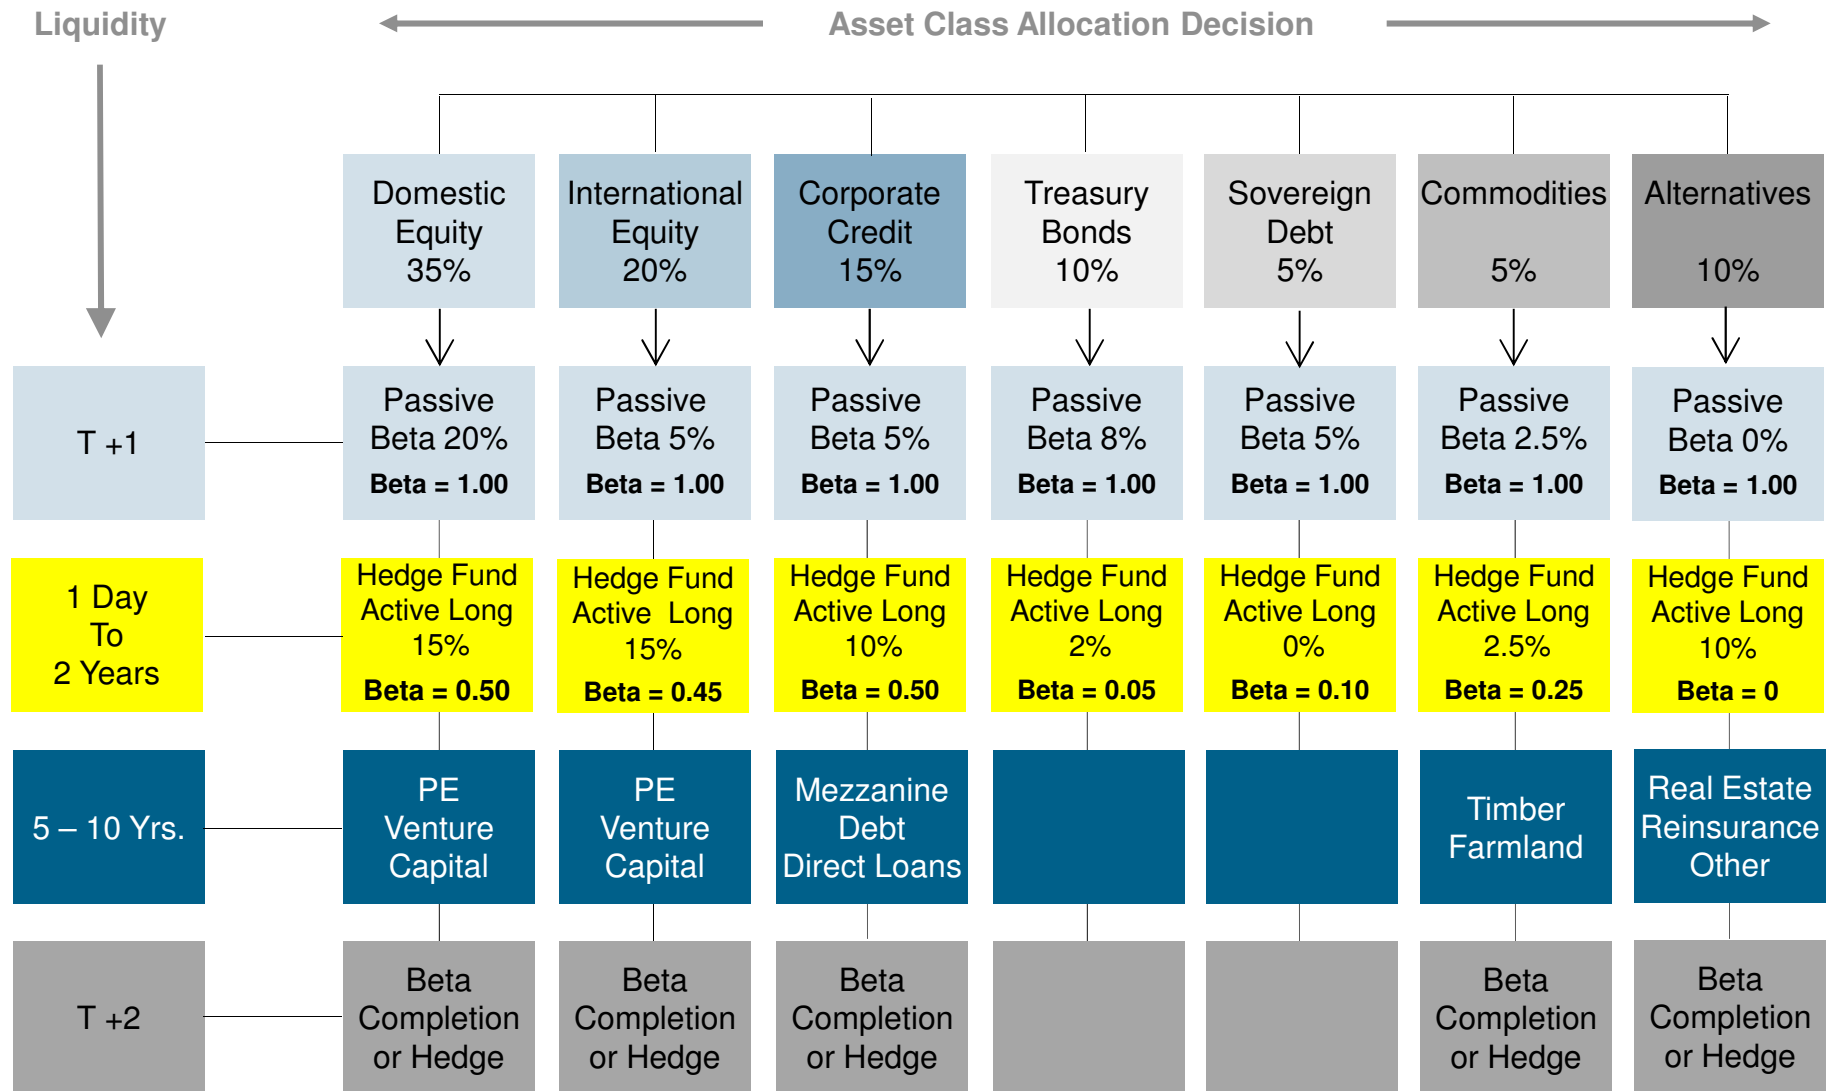 Liquidity
Asset Class Allocation Decision
Domestic
Equity
35%
International
Equity
20%
Corporate
Credit
15%
Treasury
Bonds
10%
Sovereign
Debt
5%
Commodities
5%
Alternatives
10%
T +1
Passive
Beta 20%
Beta = 1.00
Passive
Beta 5%
Beta = 1.00
Passive
Beta 5%
Beta = 1.00
Passive
Beta 8%
Beta = 1.00
Passive
Beta 5%
Beta = 1.00
Passive
Beta 2.5%
Beta = 1.00
Passive
Beta 0%
Beta = 1.00
1 Day
To
2 Years
Hedge Fund
Active Long
15%
Beta = 0.50
Hedge Fund
Active Long
15%
Beta = 0.45
Hedge Fund
Active Long
10%
Beta = 0.50
Hedge Fund
Active Long
2%
Beta = 0.05
Hedge Fund
Active Long
0%
Beta = 0.10
Hedge Fund
Active Long
2.5%
Beta = 0.25
Hedge Fund
Active Long
10%
Beta = 0
5 – 10 Yrs.
PE
Venture
Capital
PE
Venture
Capital
Mezzanine
Debt
Direct Loans
Timber
Farmland
Real Estate
Reinsurance
Other
T +2
Beta
Completion
or Hedge
Beta
Completion
or Hedge
Beta
Completion
or Hedge
Beta
Completion
or Hedge
Beta
Completion
or Hedge